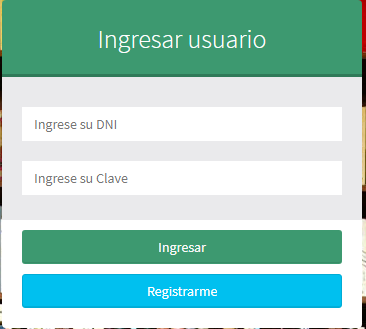 Ingresar usuario
Ingrese su DNI
Ingrese su Clave
Ingresar
Registrarme